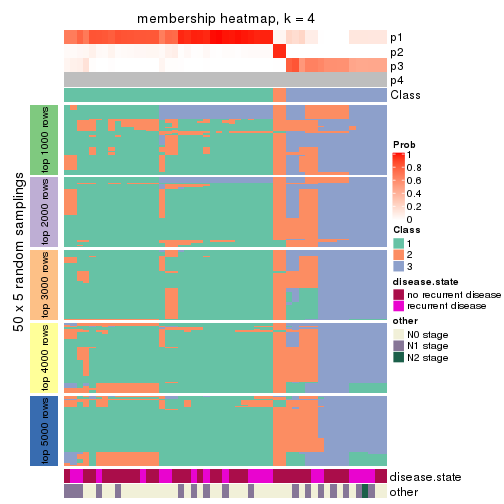 membership heatmap, k = 4
p1
p2
p3
p4
Class
50 x 5 random samplings
top 1000 rows
top 2000 rows
top 3000 rows
top 4000 rows
top 5000 rows
Prob
1
0.8
0.6
0.4
0.2
0
Class
1
2
3
disease.state
no recurrent disease
recurrent disease
other
N0 stage
N1 stage
N2 stage
disease.state
other